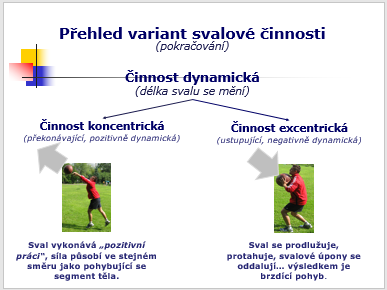 Přehled variant svalové činnosti
(pokračování)
Činnost dynamická
(délka svalu se mění)
Činnost koncentrická
(překonávající, pozitivně dynamická)
Činnost excentrická
(ustupující, negativně dynamická)
Sval vykonává „pozitivní
práci“, síla působí ve stejném
směru jako pohybující se
segment těla.
Sval se prodlužuje,
protahuje, svalové úpony se
oddalují… výsledkem je
brzdící pohyb.